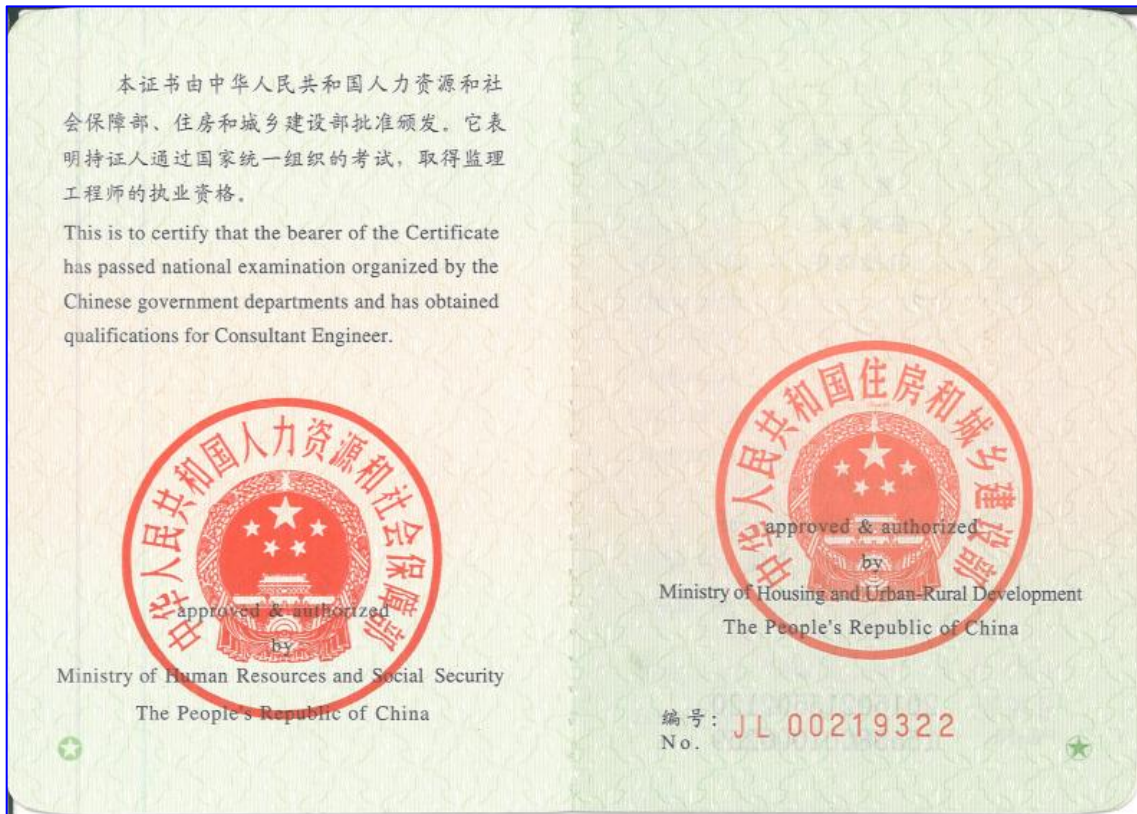 本证书由中华人民共和国人力资源和社
会保障部、住房和城乡建设部批准颁发。它表
明持证人通过国家统一组织的考试，取得监理
工程师的执业资格。
This is to certify that the bearer of the Certificate
has passed national examination organized by the
Chinese government departments and has obtained
qualifications for Consultant Engineer.
中华人民共和国人力资源和社会保障部
approved & authorized
by
Ministry of Human Resources and Social Security
The People's Republic of China
中华人民共和国住房和城乡建设部
approved & authorized
by
Ministry of Housing and Urban-Rural Development
The People's Republic of China
编号: JL 00219322
No.